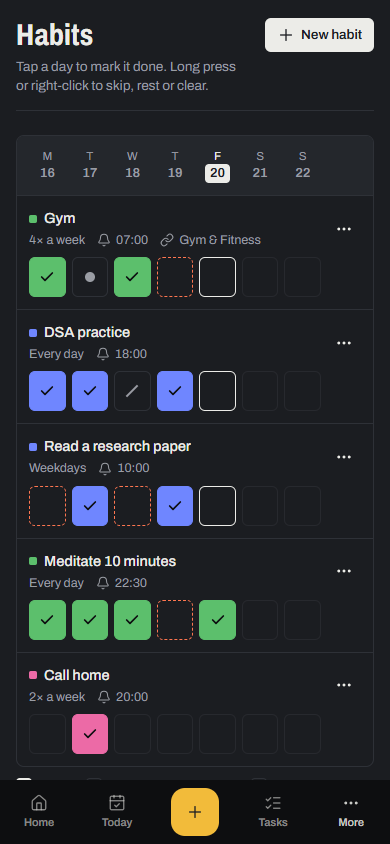 Habits
New habit
Tap a day to mark it done. Long press
or right-click to skip, rest or clear.
M T W T F S S
16 17 18 19 20 21 22
Gym
4× a week 07:00 Gym & Fitness
DSA practice
Every day 18:00
Read a research paper
Weekdays 10:00
Meditate 10 minutes
Every day 22:30
Call home
2× a week 20:00
Home Today Tasks More